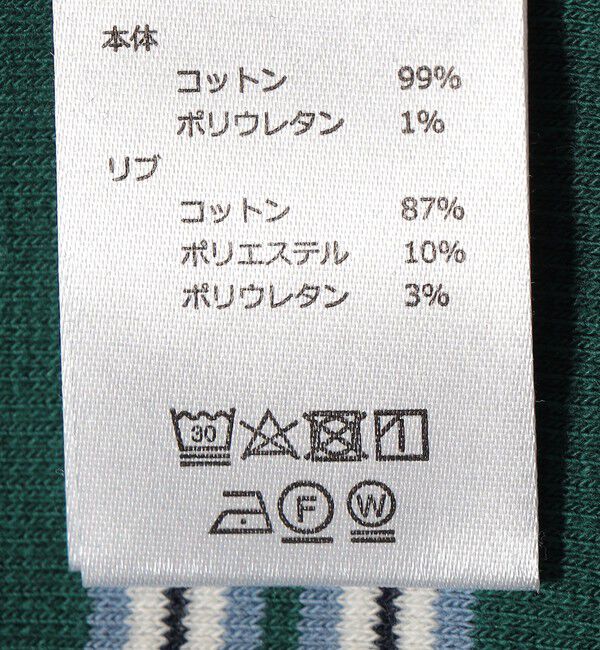 本体
コットン 99%
ポリウレタン 1%
リブ
コットン 87%
ポリエステル 10%
ポリウレタン 3%
30
F W